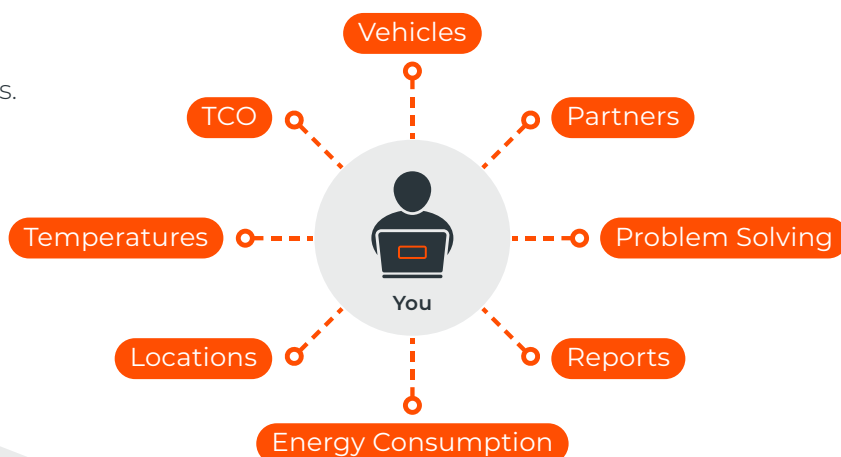 Vehicles
s.
TCO
Partners
Temperatures
Problem Solving
You
Locations
Reports
Energy Consumption